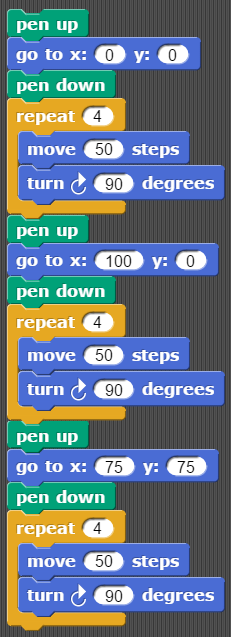 pen up
go to x: 0 y: 0
pen down
repeat 4
move 50 steps
turn 90 degrees
pen up
go to x: 100 y: 0
pen down
repeat 4
move 50 steps
turn 90 degrees
pen up
go to x: 75 y: 75
pen down
repeat 4
move 50 steps
turn 90 degrees